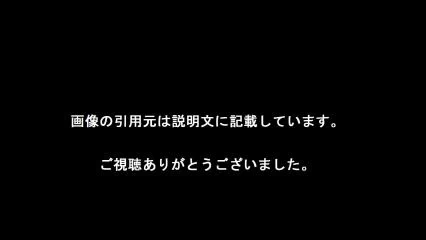 画像の引用元は説明文に記載しています。
ご視聴ありがとうございました。